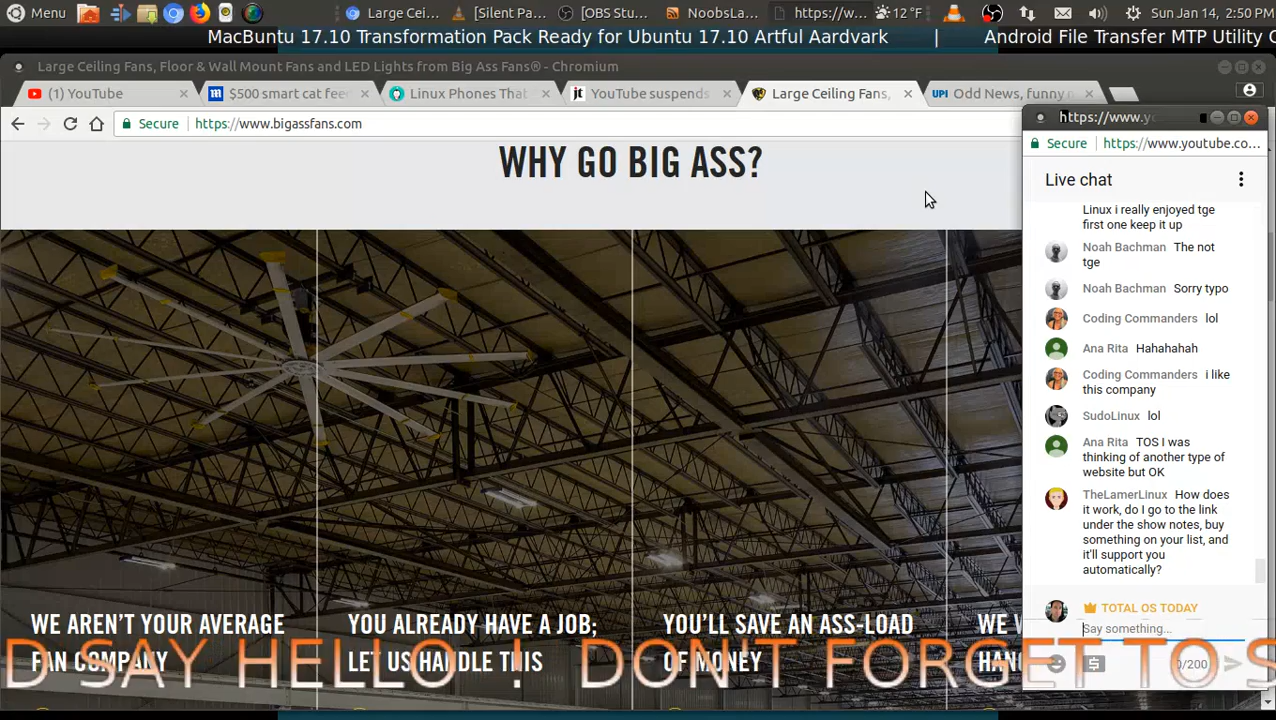 Menu
Large Cei...
[Silent Pa...
[OBS Stu...
NoobsLa...
https://w...
12 °F
Sun Jan 14, 2:50 PM
MacBuntu 17.10 Transformation Pack Ready for Ubuntu 17.10 Artful Aardvark | Android File Transfer MTP Utility
Large Ceiling Fans, Floor & Wall Mount Fans and LED Lights from Big Ass Fans® - Chromium
(1) YouTube
$500 smart cat fee
Linux Phones Tha
YouTube suspends
Large Ceiling Fans,
UPI Odd News, funny n
Secure https://www.bigassfans.com
WHY GO BIG ASS?
WE AREN'T YOUR AVERAGE
FAN COMPANY
YOU ALREADY HAVE A JOB;
LET US HANDLE THIS
YOU'LL SAVE AN ASS-LOAD
OF MONEY
D SAY HELLO ! DON'T FORGET TO S
https://www.yo
Secure https://www.youtube.co...
Live chat
Linux i really enjoyed tge
first one keep it up
Noah Bachman The not
tge
Noah Bachman Sorry typo
Coding Commanders lol
Ana Rita Hahahahah
Coding Commanders i like
this company
SudoLinux lol
Ana Rita TOS I was
thinking of another type of
website but OK
TheLamerLinux How does
it work, do I go to the link
under the show notes, buy
something on your list, and
it'll support you
automatically?
TOTAL OS TODAY
Say something...
0/200